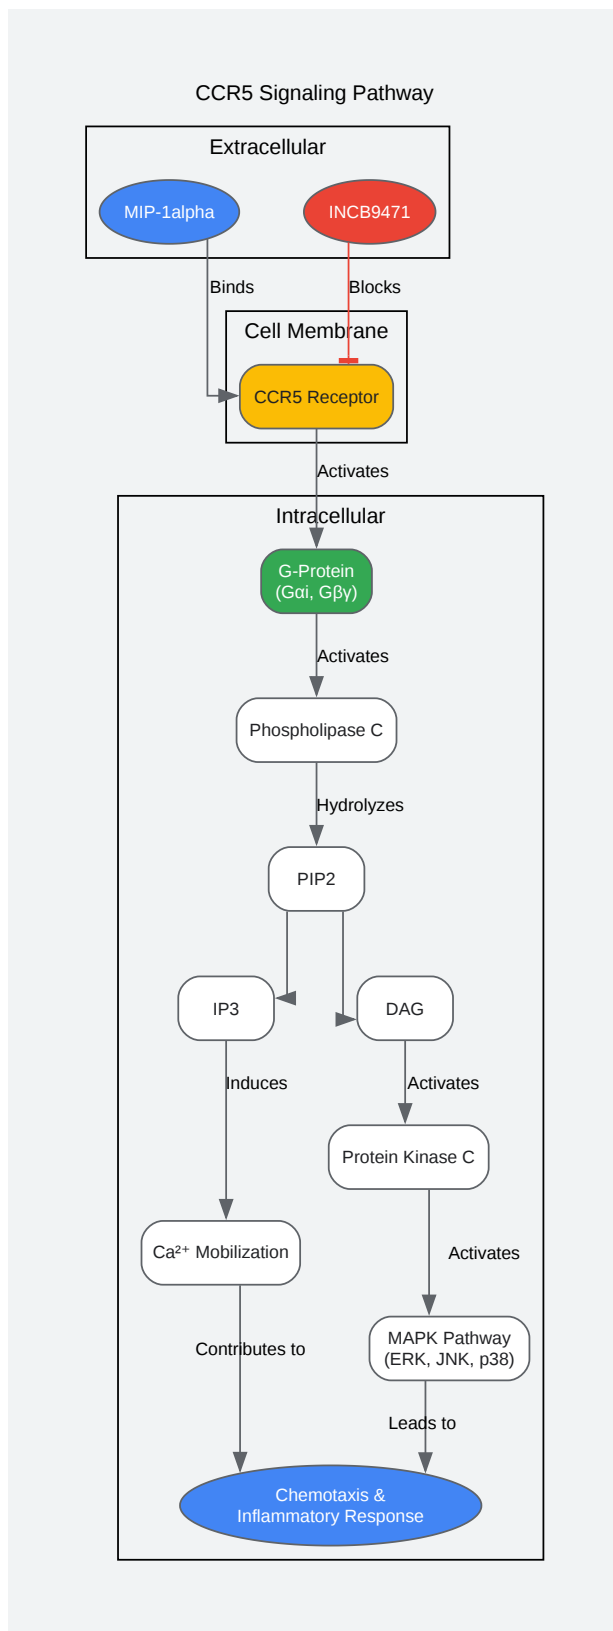 CCR5 Signaling Pathway
Extracellular
MIP-1alpha
INCB9471
Binds
Blocks
Cell Membrane
CCR5 Receptor
Activates
Intracellular
G-Protein
(Gαi, Gβγ)
Activates
Phospholipase C
Hydrolyzes
PIP2
IP3
DAG
Induces
Activates
Protein Kinase C
Ca²⁺ Mobilization
Activates
MAPK Pathway
(ERK, JNK, p38)
Contributes to
Leads to
Chemotaxis &
Inflammatory Response